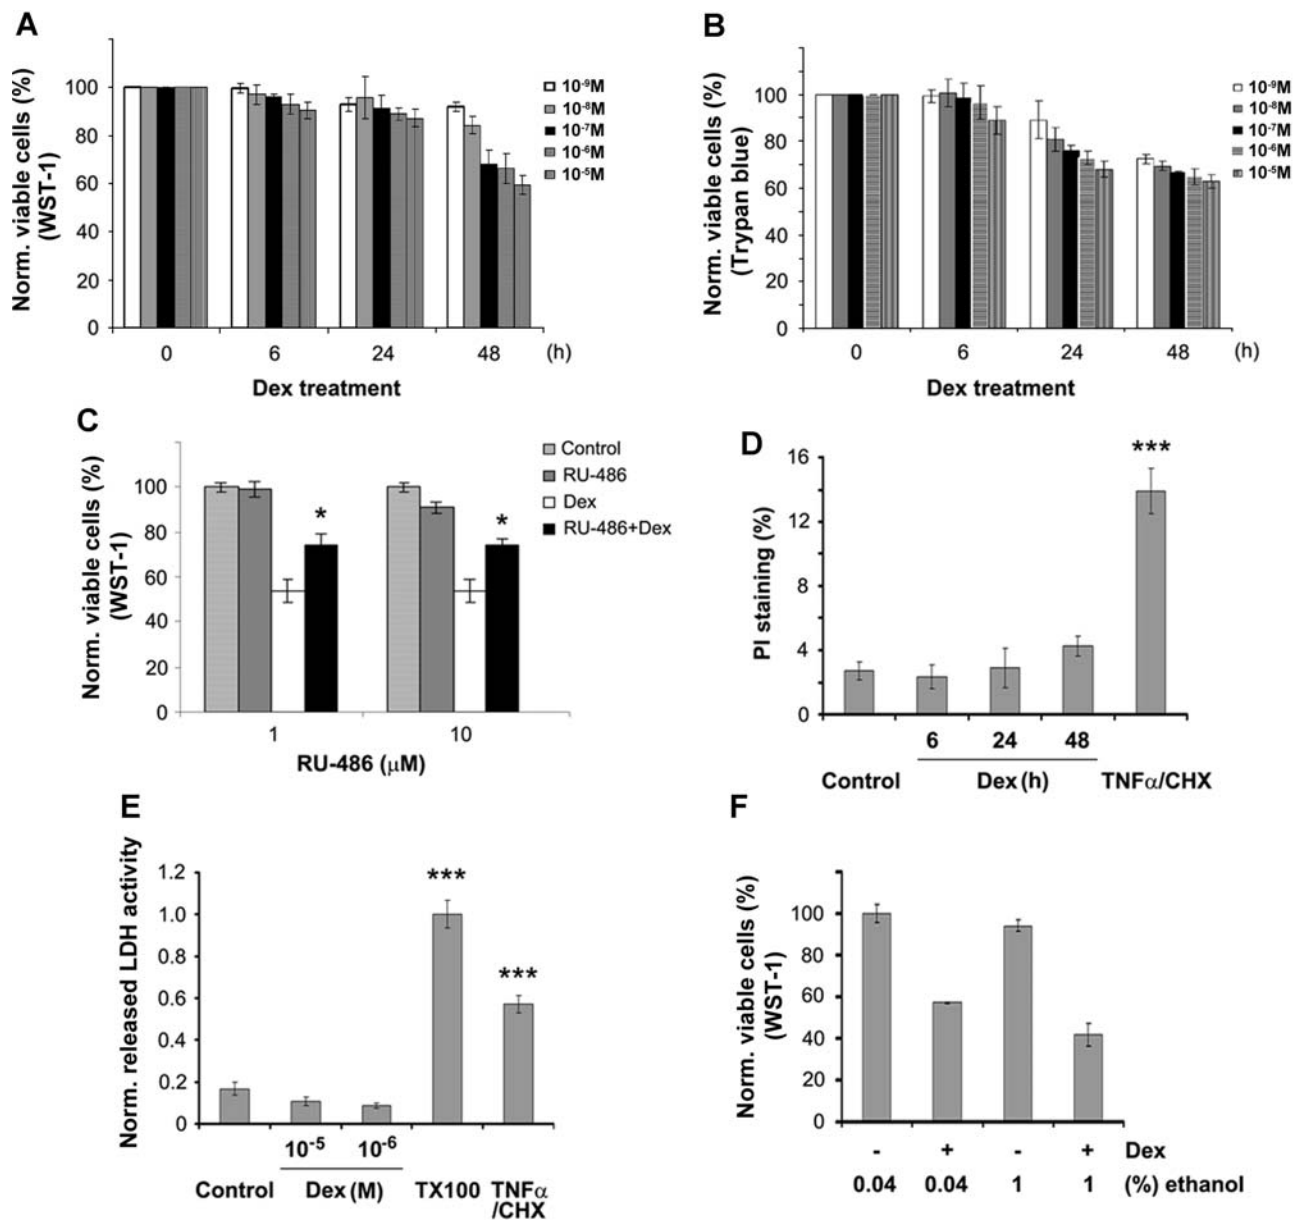 A
Norm. viable cells (%)
(WST-1)
100
80
60
40
20
0
0 6 24 48 (h)
Dex treatment
10⁻⁹M
10⁻⁸M
10⁻⁷M
10⁻⁶M
10⁻⁵M
B
Norm. viable cells (%)
(Trypan blue)
100
80
60
40
20
0
0 6 24 48 (h)
Dex treatment
10⁻⁹M
10⁻⁸M
10⁻⁷M
10⁻⁶M
10⁻⁵M
C
Norm. viable cells (%)
(WST-1)
100
80
60
40
20
0
* *
1 10
RU-486 (μM)
Control
RU-486
Dex
RU-486+Dex
D
PI staining (%)
16
12
8
4
0
***
6 24 48
Control Dex (h) TNFα/CHX
E
Norm. released LDH activity
1.2
1.0
0.8
0.6
0.4
0.2
0
***
***
10⁻⁵ 10⁻⁶
Control Dex (M) TX100 TNFα
/CHX
F
Norm. viable cells (%)
(WST-1)
100
80
60
40
20
0
- + - + Dex
0.04 0.04 1 1 (%) ethanol